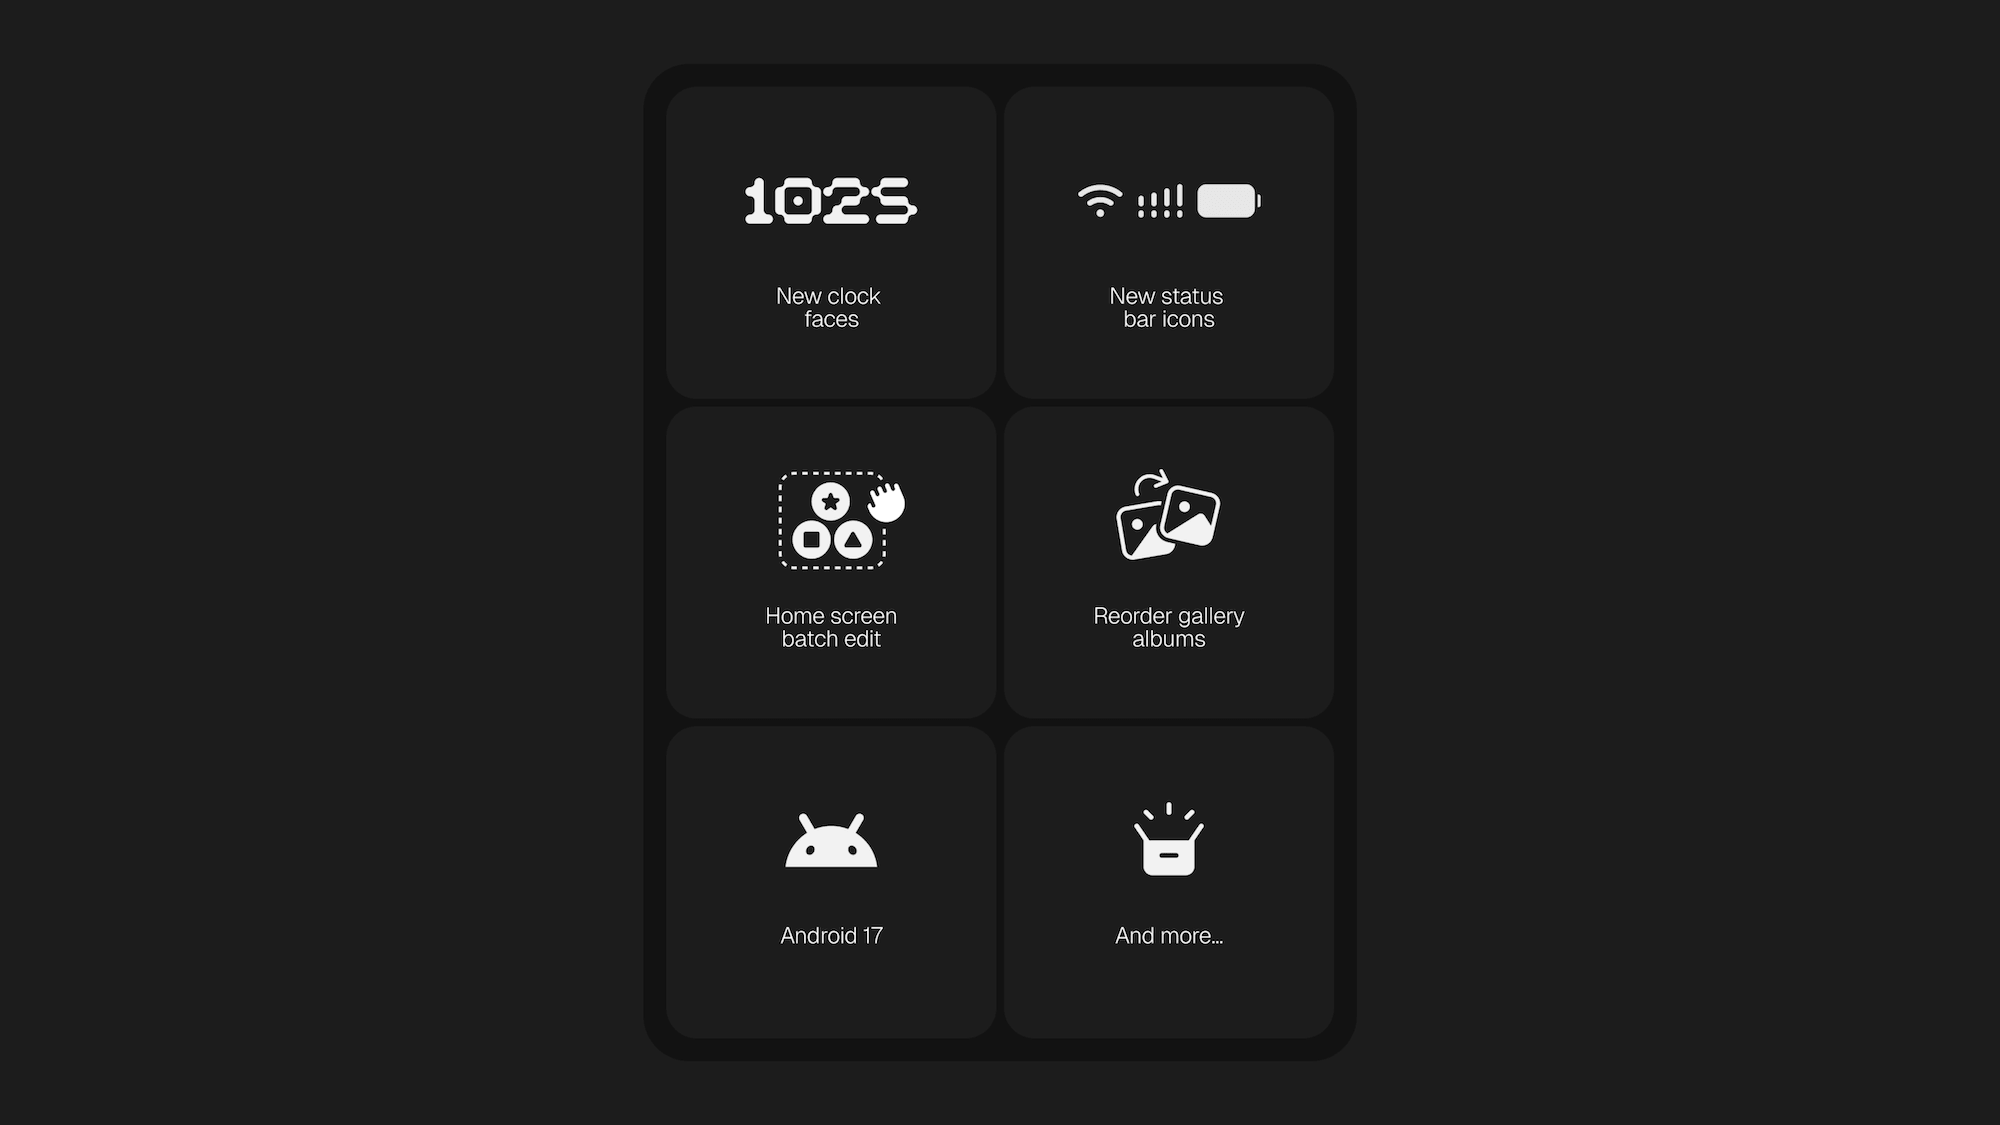 1025
New clock
faces
New status
bar icons
Home screen
batch edit
Reorder gallery
albums
Android 17
And more...